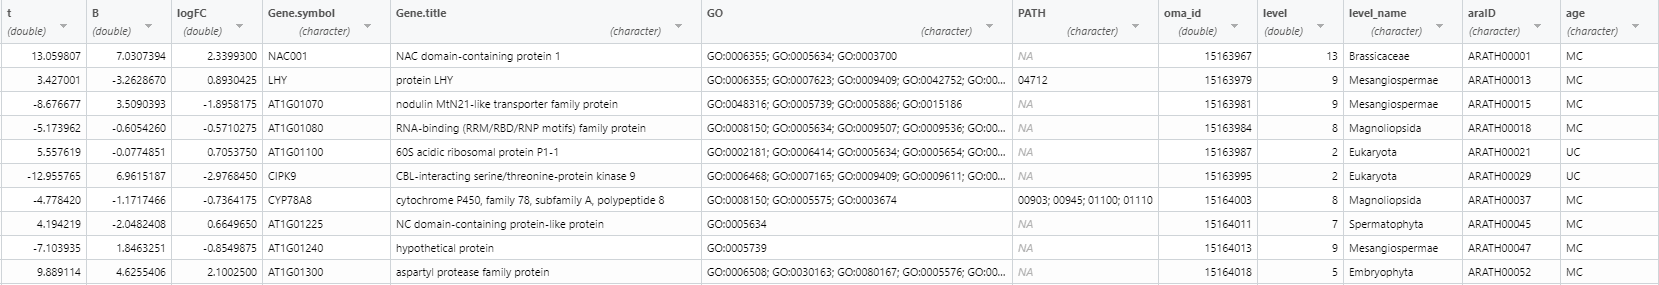 t B logFC Gene.symbol Gene.title GO PATH oma_id level level_name araID age
(double) (double) (double) (character) (character) (character) (character) (double) (double) (character) (character) (character)
13.059807 7.0307394 2.3399300 NAC001 NAC domain-containing protein 1 GO:0006355; GO:0005634; GO:0003700 NA 15163967 13 Brassicaceae ARATH00001 MC
3.427001 -3.2628670 0.8930425 LHY protein LHY GO:0006355; GO:0007623; GO:0009409; GO:0042752; GO:00... 04712 15163979 9 Mesangiospermae ARATH00013 MC
-8.676677 3.5090393 -1.8958175 AT1G01070 nodulin MtN21-like transporter family protein GO:0048316; GO:0005739; GO:0005886; GO:0015186 NA 15163981 9 Mesangiospermae ARATH00015 MC
-5.173962 -0.6054260 -0.5710275 AT1G01080 RNA-binding (RRM/RBD/RNP motifs) family protein GO:0008150; GO:0005634; GO:0009507; GO:0009536; GO:00... NA 15163984 8 Magnoliopsida ARATH00018 MC
5.557619 -0.0774851 0.7053750 AT1G01100 60S acidic ribosomal protein P1-1 GO:0002181; GO:0006414; GO:0005634; GO:0005654; GO:00... NA 15163987 2 Eukaryota ARATH00021 UC
-12.955765 6.9615187 -2.9768450 CIPK9 CBL-interacting serine/threonine-protein kinase 9 GO:0006468; GO:0007165; GO:0009409; GO:0009611; GO:00... NA 15163995 2 Eukaryota ARATH00029 UC
-4.778420 -1.1717466 -0.7364175 CYP78A8 cytochrome P450, family 78, subfamily A, polypeptide 8 GO:0008150; GO:0005575; GO:0003674 00903; 00945; 01100; 01110 15164003 8 Magnoliopsida ARATH00037 MC
4.194219 -2.0482408 0.6649650 AT1G01225 NC domain-containing protein-like protein GO:0005634 NA 15164011 7 Spermatophyta ARATH00045 MC
-7.103935 1.8463251 -0.8549875 AT1G01240 hypothetical protein GO:0005739 NA 15164013 9 Mesangiospermae ARATH00047 MC
9.889114 4.6255406 2.1002500 AT1G01300 aspartyl protease family protein GO:0006508; GO:0030163; GO:0080167; GO:0005576; GO:00... NA 15164018 5 Embryophyta ARATH00052 MC